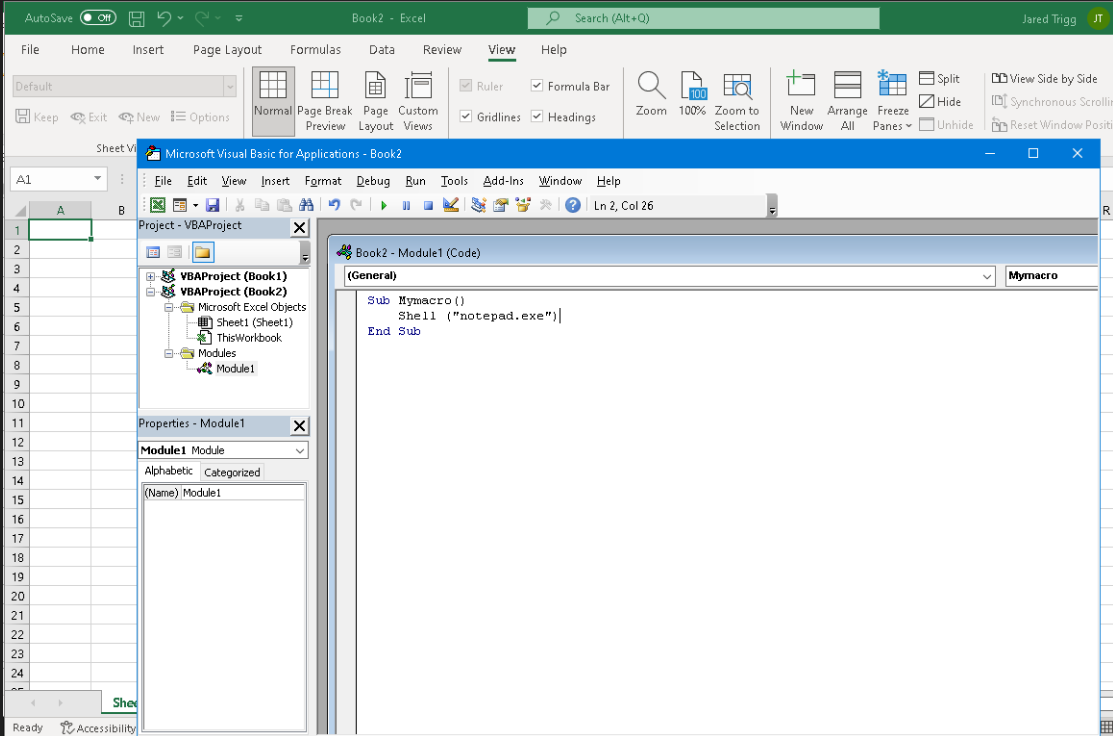 AutoSave Off Book2 - Excel Search (Alt+Q) Jared Trigg JT
File Home Insert Page Layout Formulas Data Review View Help
Default
Keep Exit New Options
Normal Page Break Preview Page Layout Custom Views
Ruler Formula Bar
Gridlines Headings
Zoom 100% Zoom to Selection
100
New Window Arrange All Freeze Panes
Split
Hide
Unhide
View Side by Side
Synchronous Scrollin
Reset Window Positi
Sheet Vi
Microsoft Visual Basic for Applications - Book2
File Edit View Insert Format Debug Run Tools Add-Ins Window Help
Ln 2, Col 26
A1
A B R
1
2
3
4
5
6
7
8
9
10
11
12
13
14
15
16
17
18
19
20
21
22
23
24
Project - VBAProject
VBAProject (Book1)
VBAProject (Book2)
Microsoft Excel Objects
Sheet1 (Sheet1)
ThisWorkbook
Modules
Module1
Properties - Module1
Module1 Module
Alphabetic Categorized
(Name) Module1
Book2 - Module1 (Code)
(General) Mymacro
Sub Mymacro()
Shell ("notepad.exe")
End Sub
Shee
Ready Accessibility